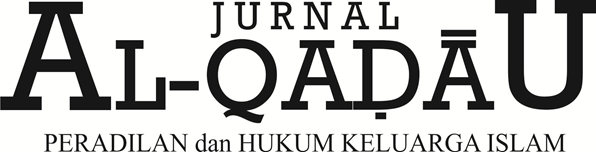 JURNAL
AL-QAḌĀU
PERADILAN dan HUKUM KELUARGA ISLAM